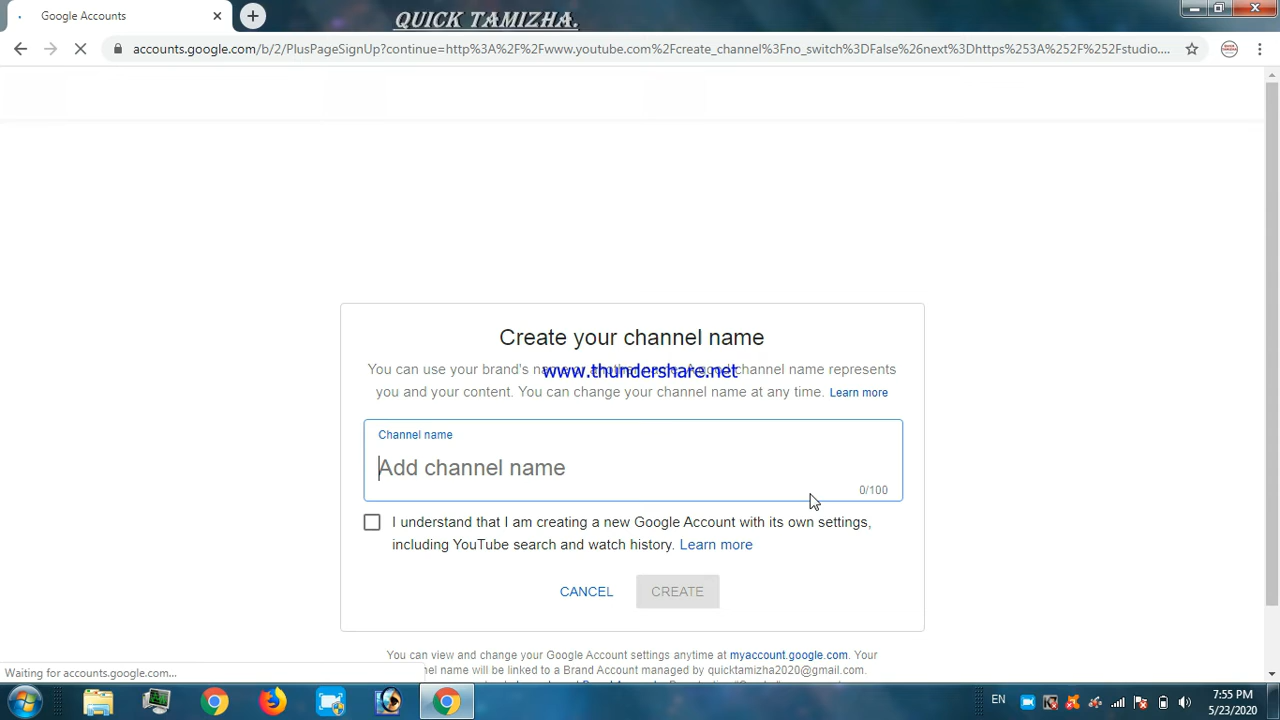 Google Accounts
QUICK TAMIZHA.
accounts.google.com/b/2/PlusPageSignUp?continue=http%3A%2F%2Fwww.youtube.com%2Fcreate_channel%3Fno_switch%3DFalse%26next%3Dhttps%253A%252F%252Fstudio....
Create your channel name
You can use your brand's name or another name. A good channel name represents
www.thundershare.net
you and your content. You can change your channel name at any time. Learn more
Channel name
Add channel name
0/100
I understand that I am creating a new Google Account with its own settings,
including YouTube search and watch history. Learn more
CANCEL CREATE
You can view and change your Google Account settings anytime at myaccount.google.com. Your
name will be linked to a Brand Account managed by quicktamizha2020@gmail.com.
Waiting for accounts.google.com...
EN
7:55 PM
5/23/2020